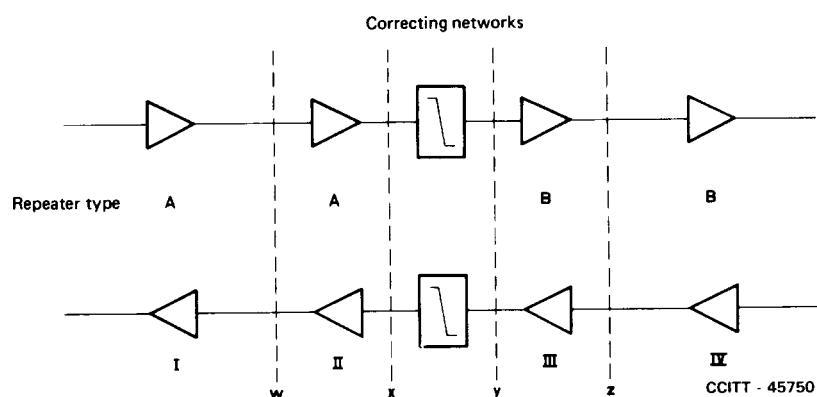 Correcting networks
Repeater type A A B B
I II III IV
w x y z
CCITT - 45750